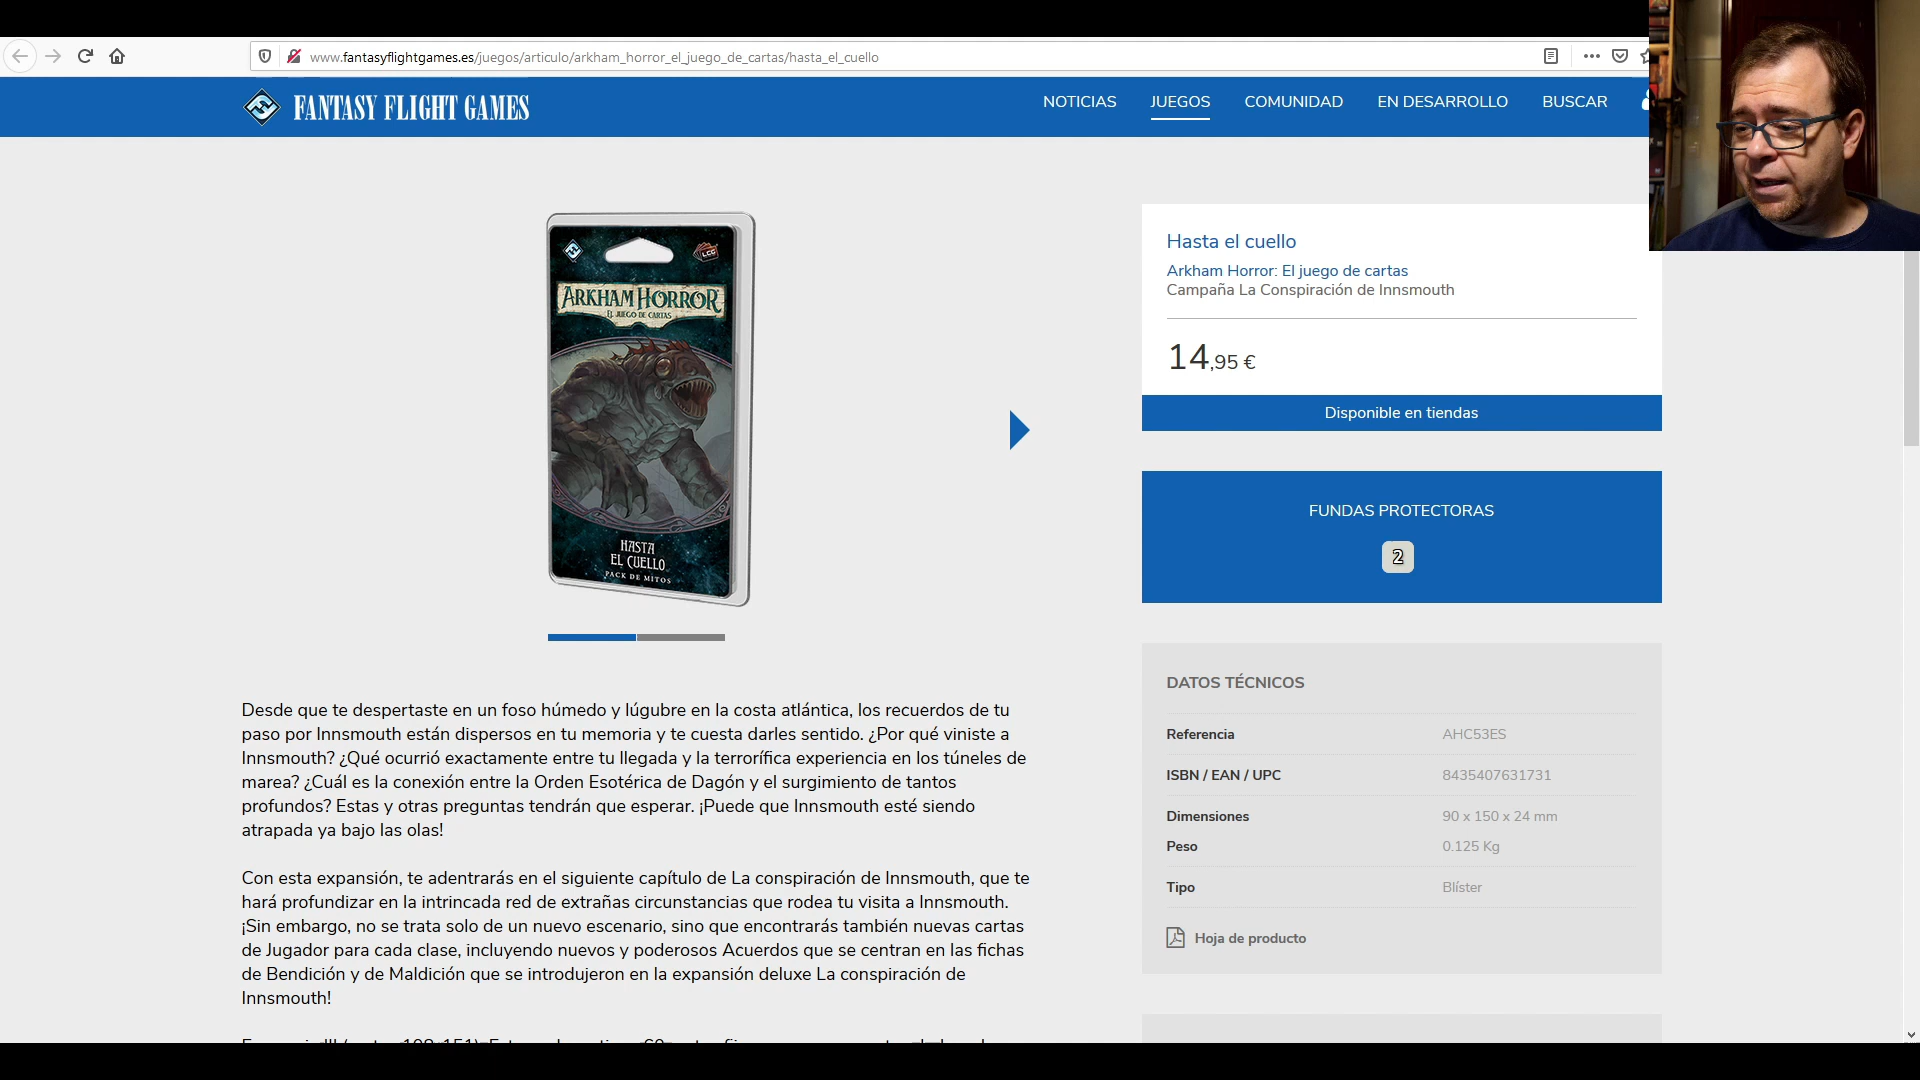 www.fantasyflightgames.es/juegos/articulo/arkham_horror_el_juego_de_cartas/hasta_el_cuello
FANTASY FLIGHT GAMES
NOTICIAS
JUEGOS
COMUNIDAD
EN DESARROLLO
BUSCAR
LCG
ARKHAM HORROR
EL JUEGO DE CARTAS
HASTA
EL CUELLO
PACK DE MITOS
Hasta el cuello
Arkham Horror: El juego de cartas
Campaña La Conspiración de Innsmouth
14,95 €
Disponible en tiendas
FUNDAS PROTECTORAS
2
DATOS TÉCNICOS
Referencia AHC53ES
ISBN / EAN / UPC 8435407631731
Dimensiones 90 x 150 x 24 mm
Peso 0.125 Kg
Tipo Blíster
Hoja de producto
Desde que te despertaste en un foso húmedo y lúgubre en la costa atlántica, los recuerdos de tu
paso por Innsmouth están dispersos en tu memoria y te cuesta darles sentido. ¿Por qué viniste a
Innsmouth? ¿Qué ocurrió exactamente entre tu llegada y la terrorífica experiencia en los túneles de
marea? ¿Cuál es la conexión entre la Orden Esotérica de Dagón y el surgimiento de tantos
profundos? Estas y otras preguntas tendrán que esperar. ¡Puede que Innsmouth esté siendo
atrapada ya bajo las olas!
Con esta expansión, te adentrarás en el siguiente capítulo de La conspiración de Innsmouth, que te
hará profundizar en la intrincada red de extrañas circunstancias que rodea tu visita a Innsmouth.
¡Sin embargo, no se trata solo de un nuevo escenario, sino que encontrarás también nuevas cartas
de Jugador para cada clase, incluyendo nuevos y poderosos Acuerdos que se centran en las fichas
de Bendición y de Maldición que se introdujeron en la expansión deluxe La conspiración de
Innsmouth!